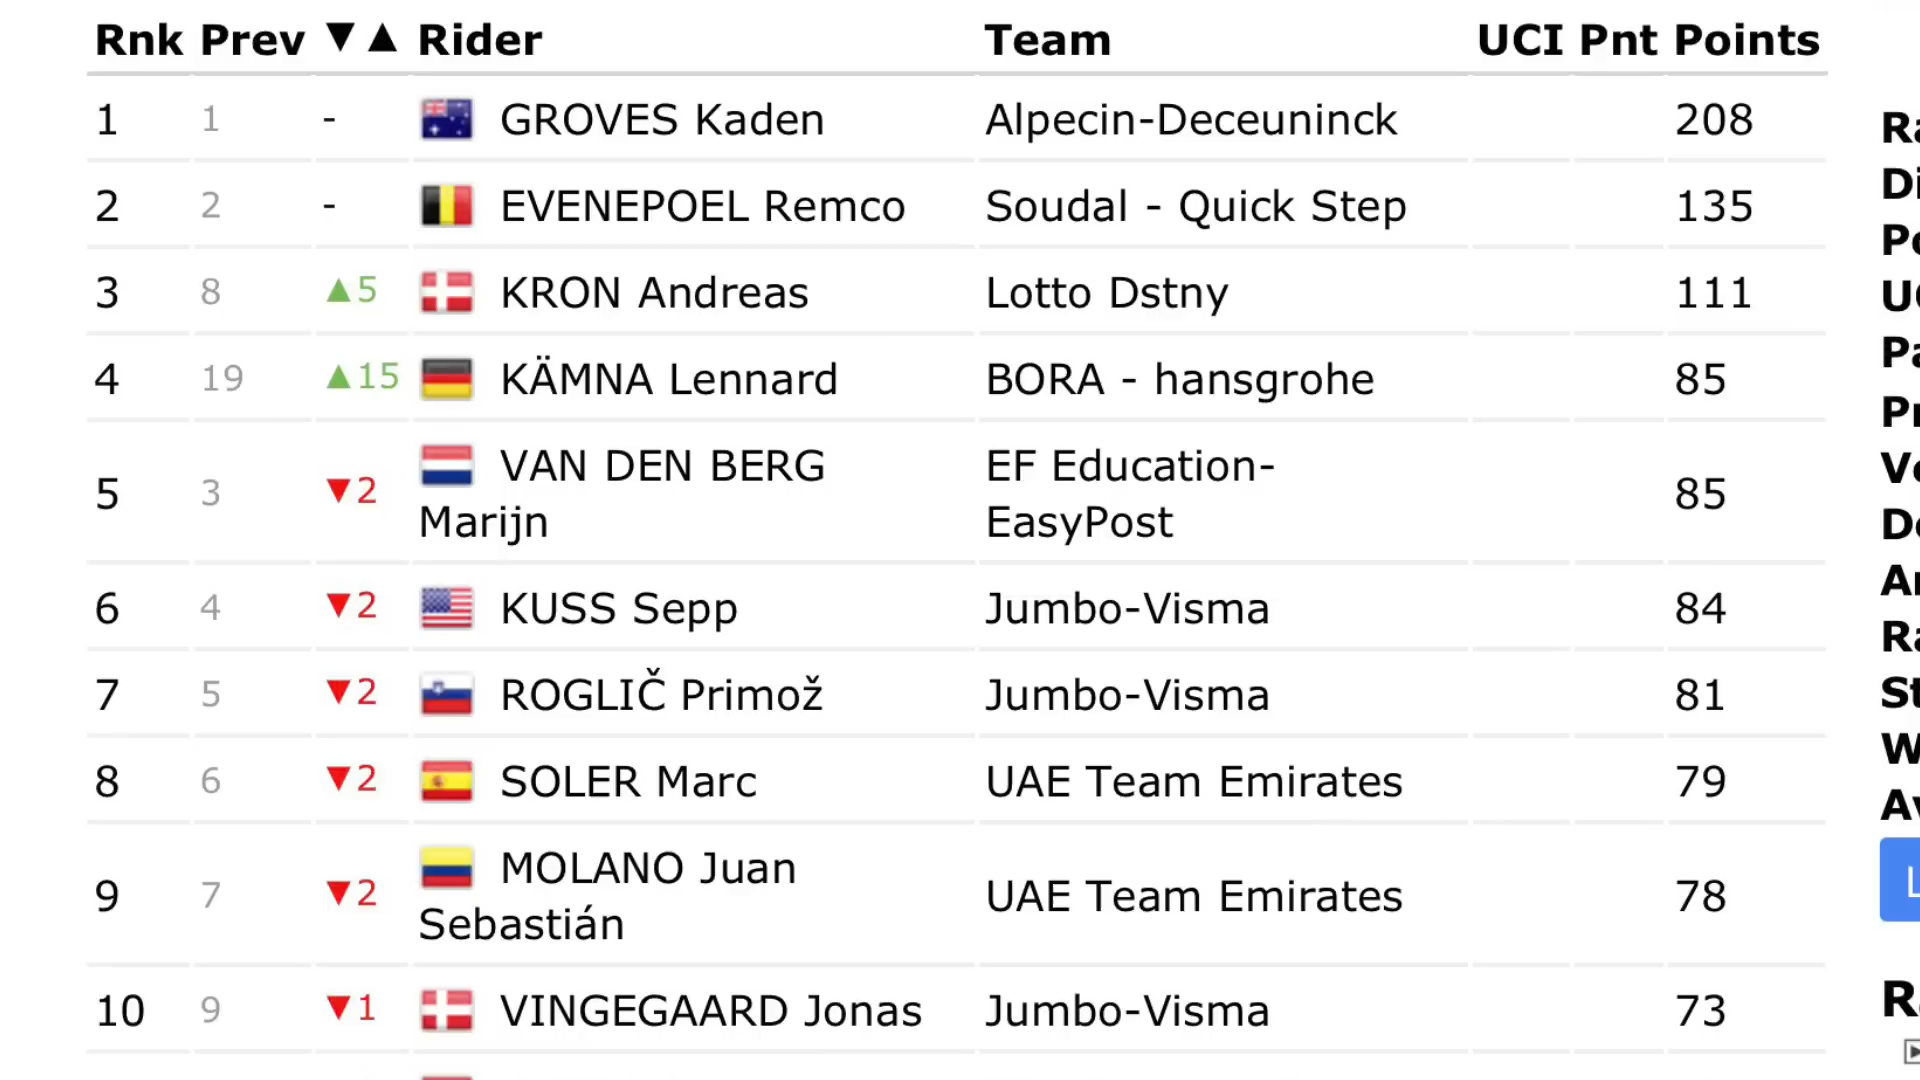 Rnk Prev ▼▲ Rider Team UCI Pnt Points
1 1 - GROVES Kaden Alpecin-Deceuninck 208
2 2 - EVENEPOEL Remco Soudal - Quick Step 135
3 8 ▲5 KRON Andreas Lotto Dstny 111
4 19 ▲15 KÄMNA Lennard BORA - hansgrohe 85
VAN DEN BERG EF Education-
5 3 ▼2 85
Marijn EasyPost
6 4 ▼2 KUSS Sepp Jumbo-Visma 84
7 5 ▼2 ROGLIČ Primož Jumbo-Visma 81
8 6 ▼2 SOLER Marc UAE Team Emirates 79
MOLANO Juan
9 7 ▼2 UAE Team Emirates 78
Sebastián
10 9 ▼1 VINGEGAARD Jonas Jumbo-Visma 73